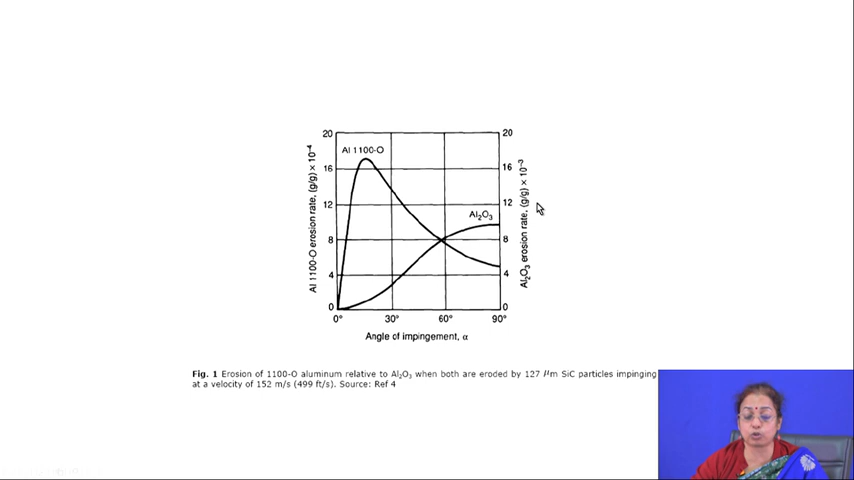 20
20
Al 1100-O
16
16
12
12
Al₂O₃
8
8
4
4
0
0
0°
30°
60°
90°
Al 1100-O erosion rate, (g/g) × 10⁻⁴
Al₂O₃ erosion rate, (g/g) × 10⁻³
Angle of impingement, α
Fig. 1 Erosion of 1100-O aluminum relative to Al₂O₃ when both are eroded by 127 μm SiC particles impinging
at a velocity of 152 m/s (499 ft/s). Source: Ref 4